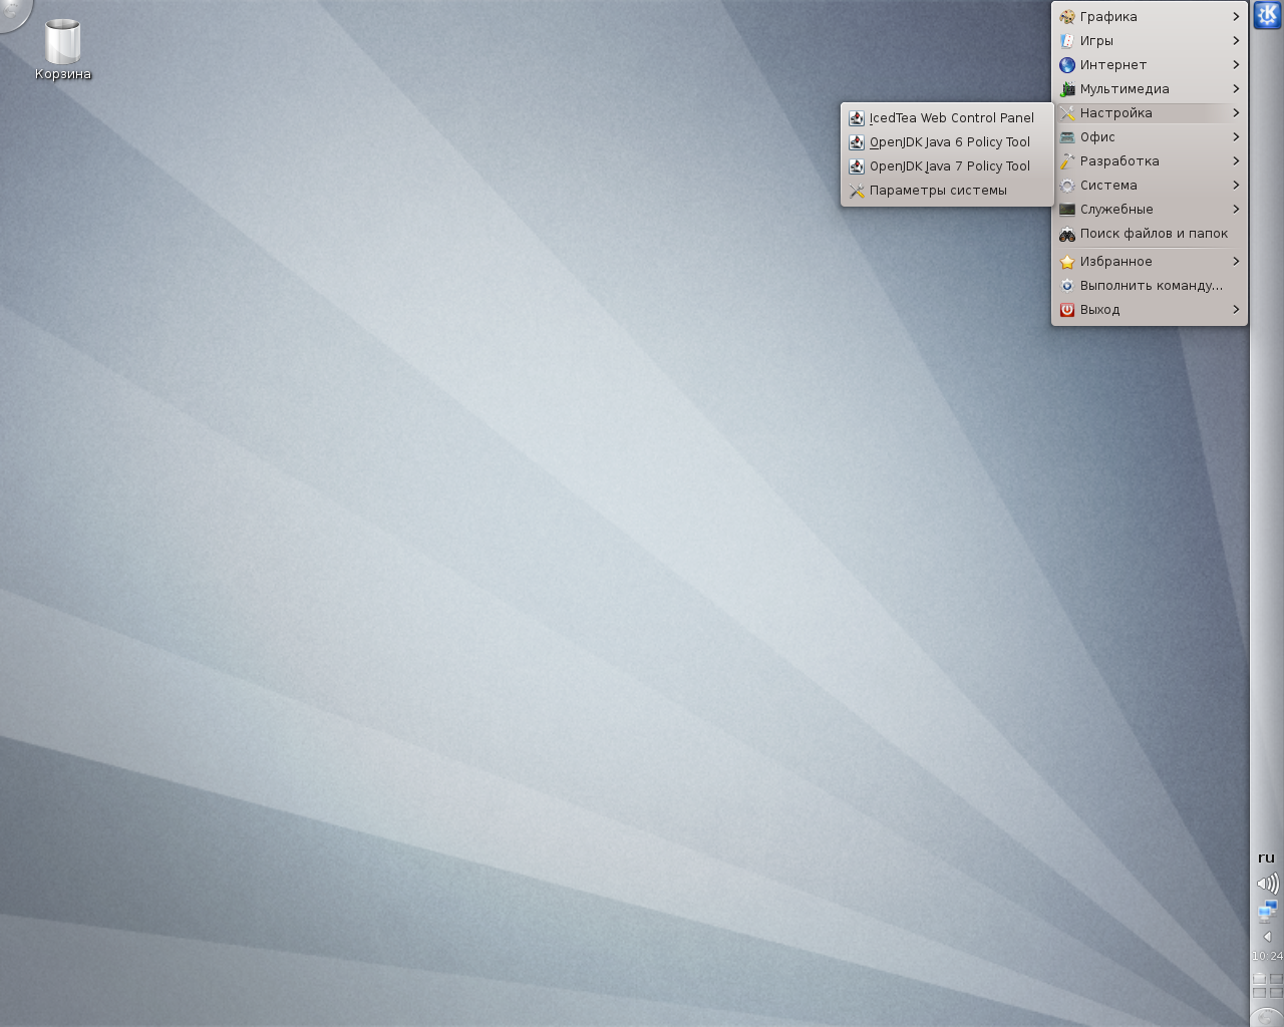 Корзина
Графика
Игры
Интернет
Мультимедиа
Настройка
Офис
Разработка
Система
Служебные
Поиск файлов и папок
Избранное
Выполнить команду...
Выход
IcedTea Web Control Panel
OpenJDK Java 6 Policy Tool
OpenJDK Java 7 Policy Tool
Параметры системы
ru
10:24